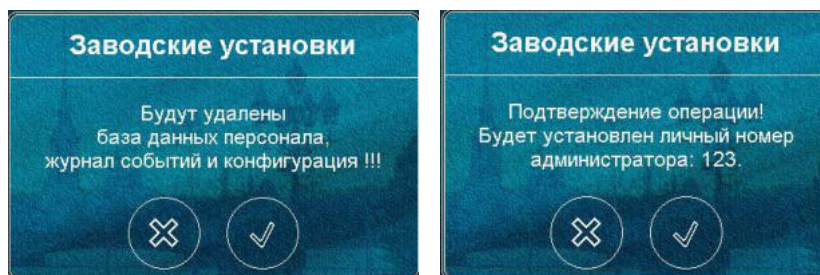 Заводские установки
Будут удалены
база данных персонала,
журнал событий и конфигурация !!!
Заводские установки
Подтверждение операции!
Будет установлен личный номер
администратора: 123.